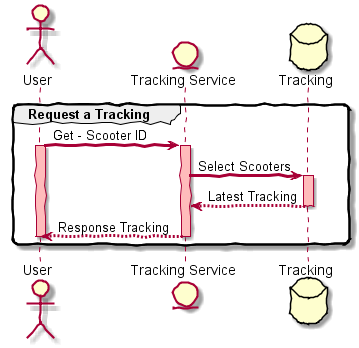 User
Tracking Service
Tracking
Request a Tracking
Get - Scooter ID
Select Scooters
Latest Tracking
Response Tracking
User
Tracking Service
Tracking